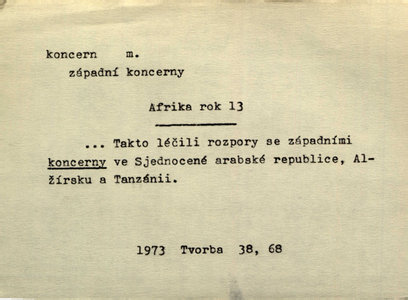 koncern m.
západní koncerny
Afrika rok 13
... Takto léčili rozpory se západními
koncerny ve Sjednocené arabské republice, Al-
žírsku a Tanzánii.
1973 Tvorba 38, 68